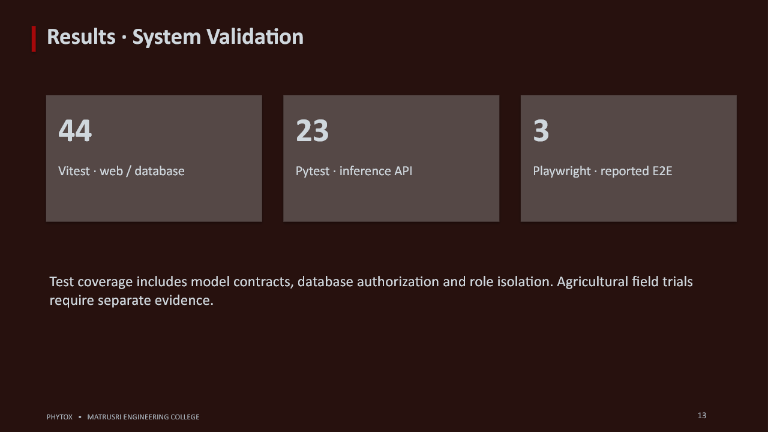 Results · System Validation
44
Vitest · web / database
23
Pytest · inference API
3
Playwright · reported E2E
Test coverage includes model contracts, database authorization and role isolation. Agricultural field trials
require separate evidence.
PHYTOX • MATRUSRI ENGINEERING COLLEGE
13